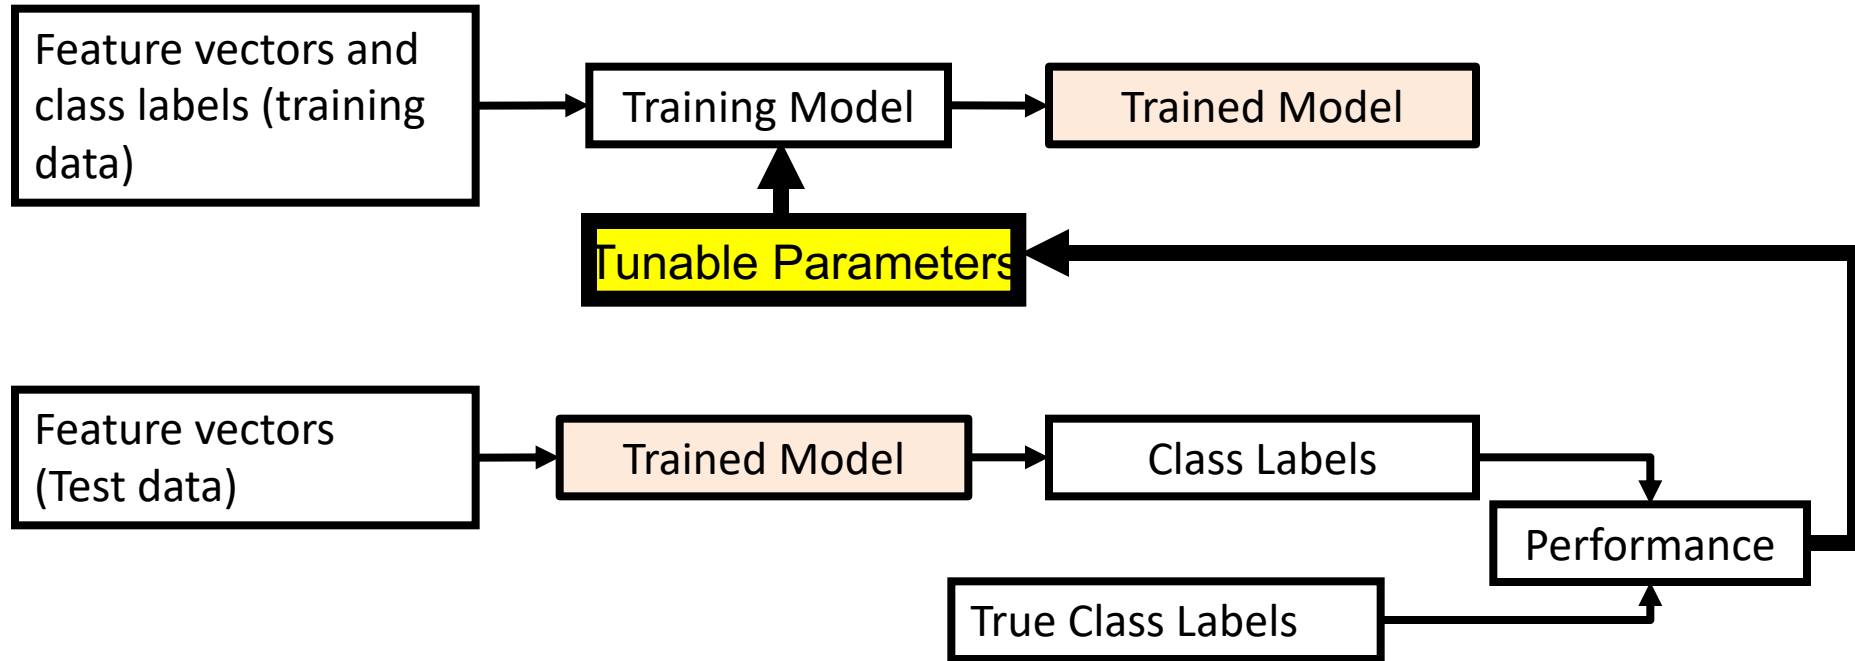 Feature vectors and
class labels (training
data)
Training Model
Trained Model
Tunable Parameters
Feature vectors
(Test data)
Trained Model
Class Labels
Performance
True Class Labels